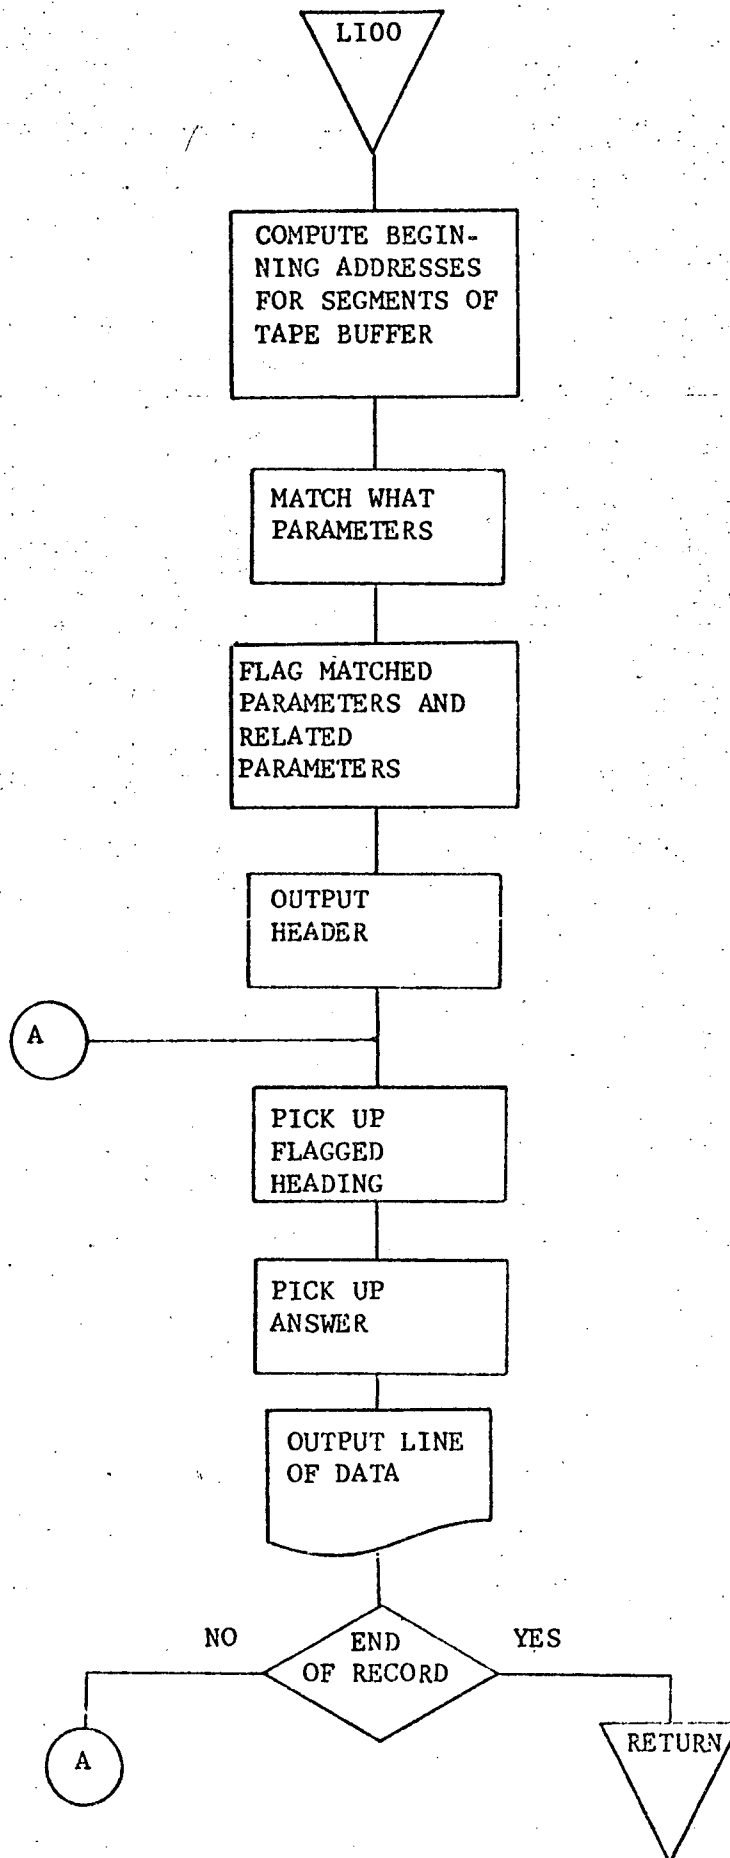 LIOO
COMPUTE BEGIN-
NING ADDRESSES
FOR SEGMENTS OF
TAPE BUFFER
MATCH WHAT
PARAMETERS
FLAG MATCHED
PARAMETERS AND
RELATED
PARAMETERS
OUTPUT
HEADER
A
PICK UP
FLAGGED
HEADING
PICK UP
ANSWER
OUTPUT LINE
OF DATA
NO
END
OF RECORD
YES
A
RETURN